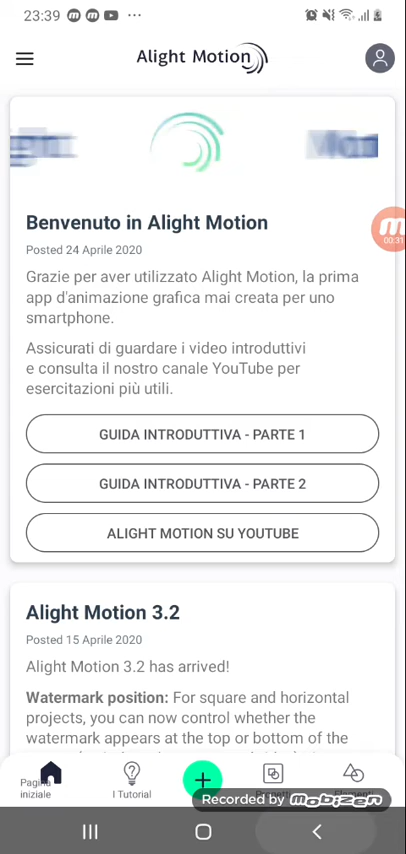 23:39
Alight Motion
Benvenuto in Alight Motion
Posted 24 Aprile 2020
00:31
Grazie per aver utilizzato Alight Motion, la prima
app d'animazione grafica mai creata per uno
smartphone.
Assicurati di guardare i video introduttivi
e consulta il nostro canale YouTube per
esercitazioni più utili.
GUIDA INTRODUTTIVA - PARTE 1
GUIDA INTRODUTTIVA - PARTE 2
ALIGHT MOTION SU YOUTUBE
Alight Motion 3.2
Posted 15 Aprile 2020
Alight Motion 3.2 has arrived!
Watermark position: For square and horizontal
projects, you can now control whether the
watermark appears at the top or bottom of the
Pagina
iniziale
I Tutorial
Recorded by mobizen